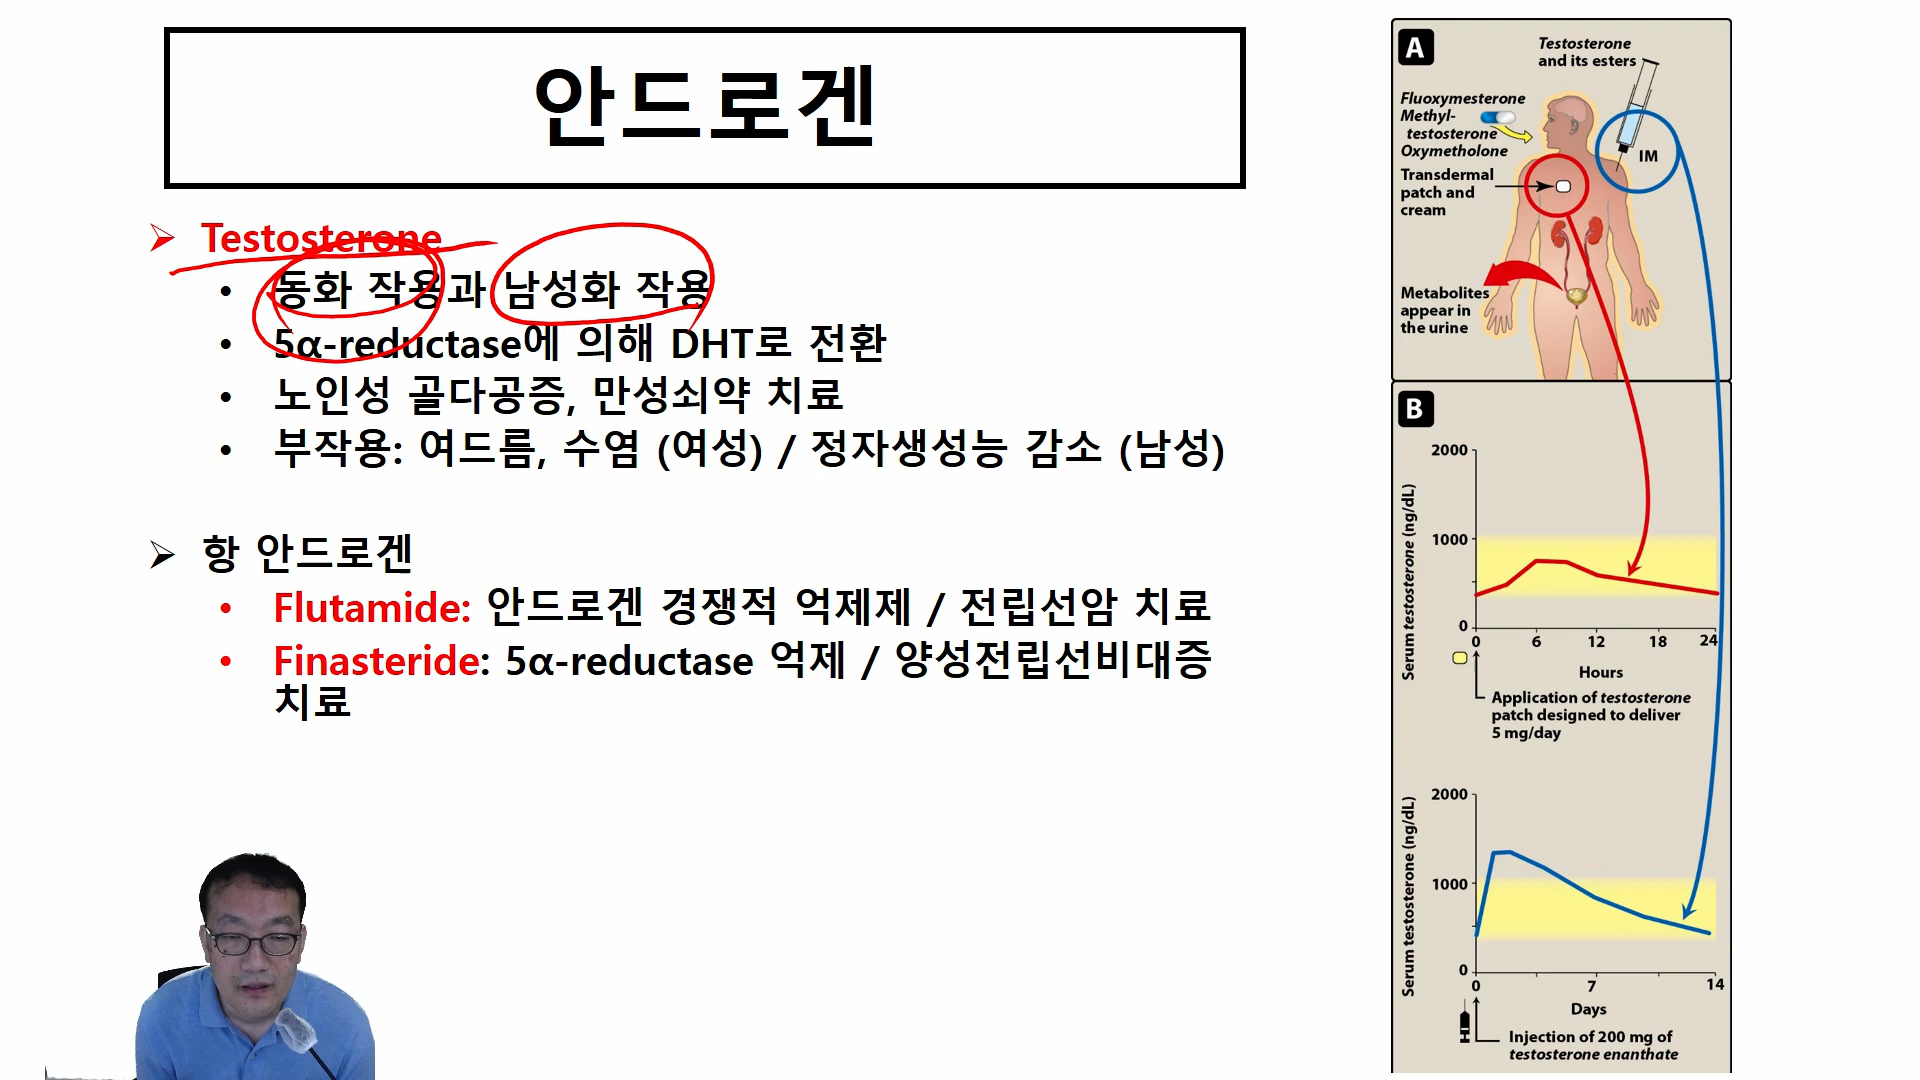 안드로겐
Testosterone
동화 작용과 남성화 작용
5α-reductase에 의해 DHT로 전환
노인성 골다공증, 만성쇠약 치료
부작용: 여드름, 수염 (여성) / 정자생성능 감소 (남성)
항 안드로겐
Flutamide: 안드로겐 경쟁적 억제제 / 전립선암 치료
Finasteride: 5α-reductase 억제 / 양성전립선비대증
치료
A
Testosterone
and its esters
Fluoxymesterone
Methyl-
testosterone
Oxymetholone
IM
Transdermal
patch and
cream
Metabolites
appear in
the urine
B
Serum testosterone (ng/dL)
2000
1000
0
0 6 12 18 24
Hours
Application of testosterone
patch designed to deliver
5 mg/day
Serum testosterone (ng/dL)
2000
1000
0
0 7 14
Days
Injection of 200 mg of
testosterone enanthate